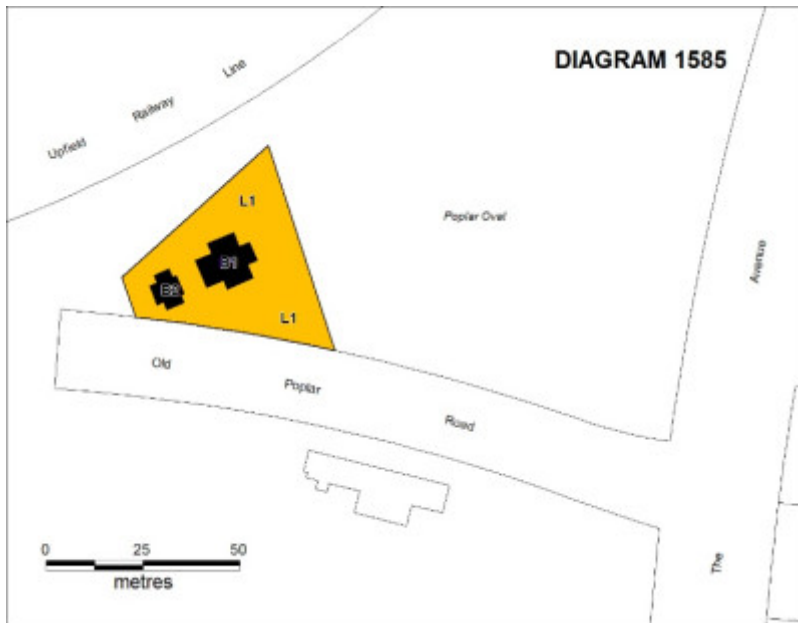 DIAGRAM 1585
Upfield Railway Line
L1
Poplar Oval
B1
B2
L1
Avenue
Old Poplar Road
The
0 25 50
metres